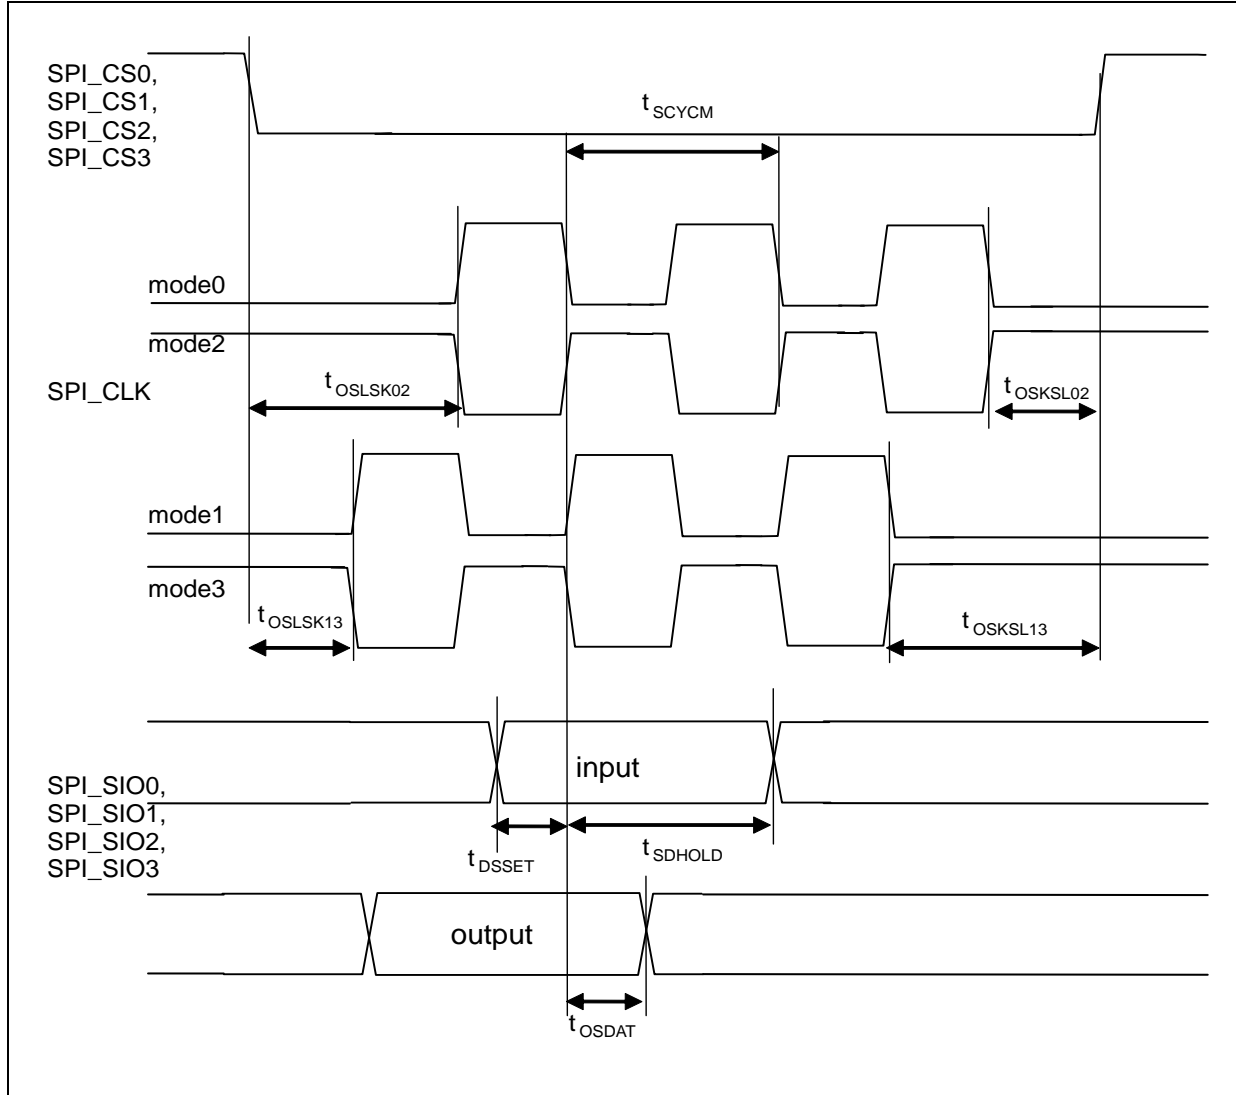 SPI_CS0,
SPI_CS1,
SPI_CS2,
SPI_CS3
tSCYCM
mode0
mode2
SPI_CLK
tOSLSK02
tOSKSL02
mode1
mode3
tOSLSK13
tOSKSL13
input
SPI_SIO0,
SPI_SIO1,
SPI_SIO2,
SPI_SIO3
tDSSET
tSDHOLD
output
tOSDAT